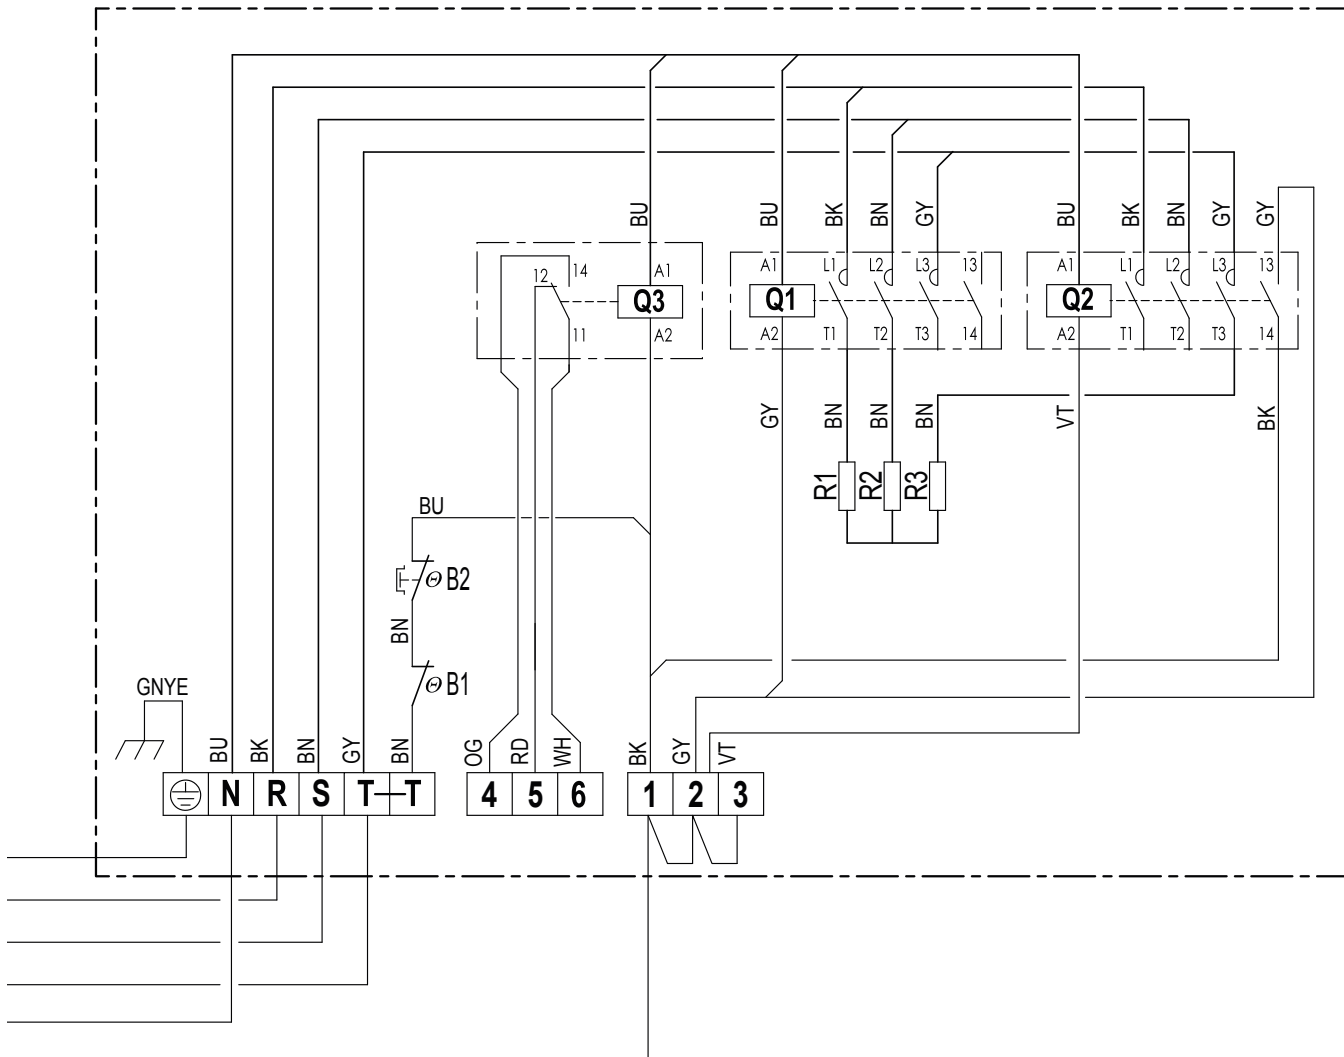 BU BU BK BN GY BU BK BN GY GY
14 A1 A1 L1 L2 L3 13 A1 L1 L2 L3 13
12
Q3 Q1 Q2
11 A2 A2 T1 T2 T3 14 A2 T1 T2 T3 14
GY BN BN BN VT BK
R1 R2 R3
BU
Θ B2
BN
Θ B1
GNYE
BU BK BN GY BN OG RD WH BK GY VT
N R S T T 4 5 6 1 2 3